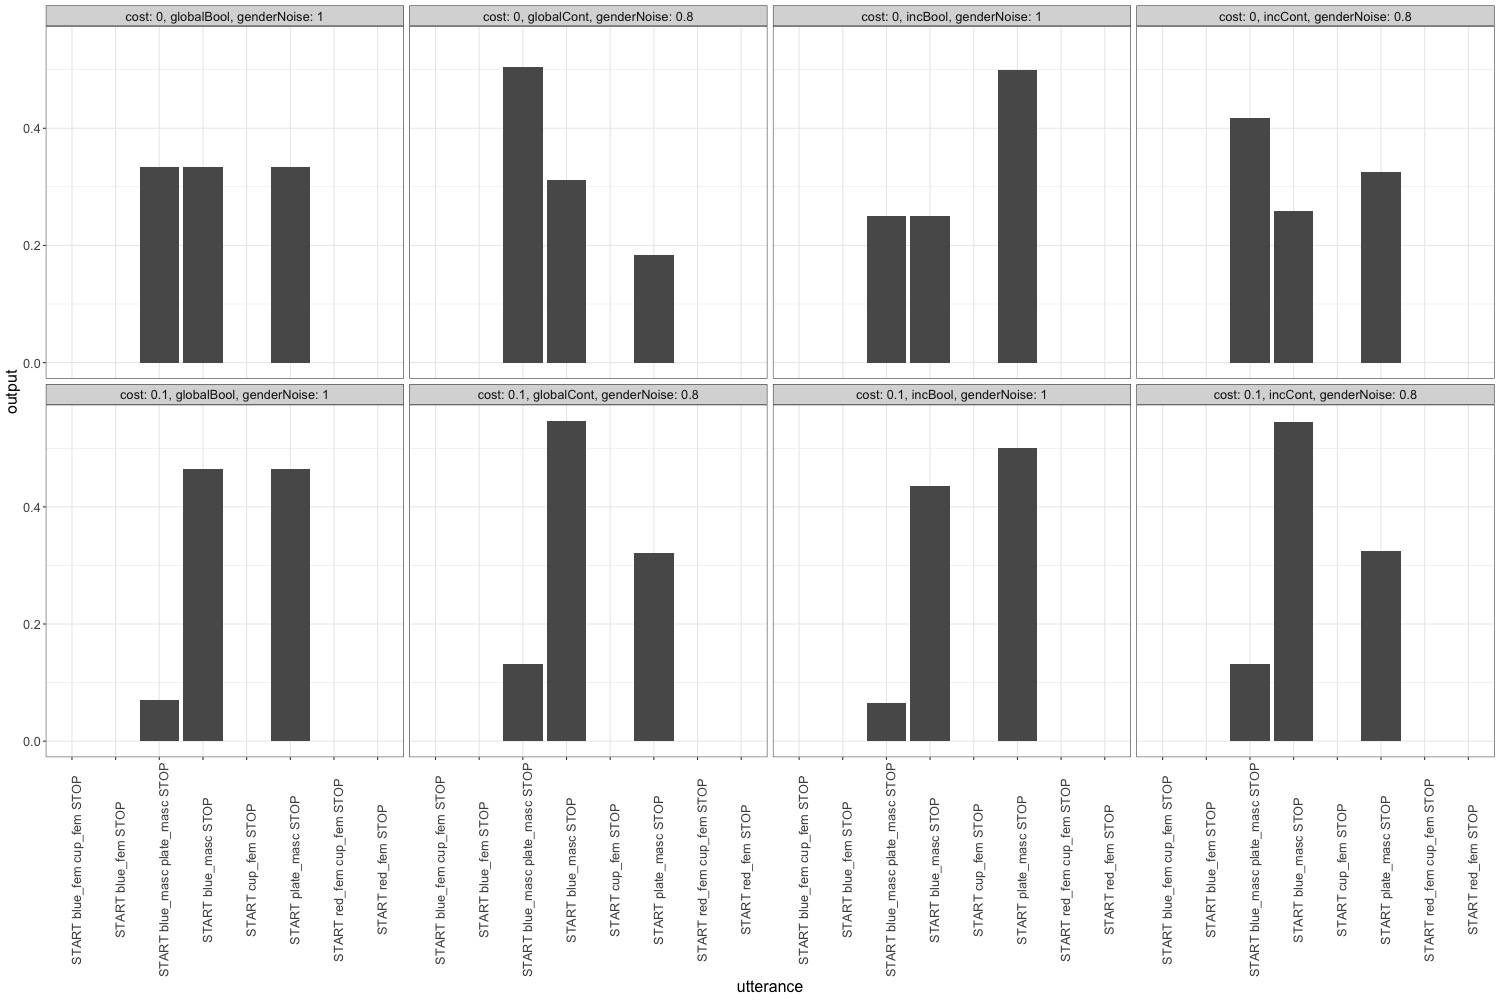 cost: 0, globalBool, genderNoise: 1
cost: 0, globalCont, genderNoise: 0.8
cost: 0, incBool, genderNoise: 1
cost: 0, incCont, genderNoise: 0.8
0.4
0.2
0.0
output
cost: 0.1, globalBool, genderNoise: 1
cost: 0.1, globalCont, genderNoise: 0.8
cost: 0.1, incBool, genderNoise: 1
cost: 0.1, incCont, genderNoise: 0.8
0.4
0.2
0.0
START blue_fem cup_fem STOP
START blue_fem STOP
START blue_masc plate_masc STOP
START blue_masc STOP
START cup_fem STOP
START plate_masc STOP
START red_fem cup_fem STOP
START red_fem STOP
START blue_fem cup_fem STOP
START blue_fem STOP
START blue_masc plate_masc STOP
START blue_masc STOP
START cup_fem STOP
START plate_masc STOP
START red_fem cup_fem STOP
START red_fem STOP
START blue_fem cup_fem STOP
START blue_fem STOP
START blue_masc plate_masc STOP
START blue_masc STOP
START cup_fem STOP
START plate_masc STOP
START red_fem cup_fem STOP
START red_fem STOP
START blue_fem cup_fem STOP
START blue_fem STOP
START blue_masc plate_masc STOP
START blue_masc STOP
START cup_fem STOP
START plate_masc STOP
START red_fem cup_fem STOP
START red_fem STOP
utterance